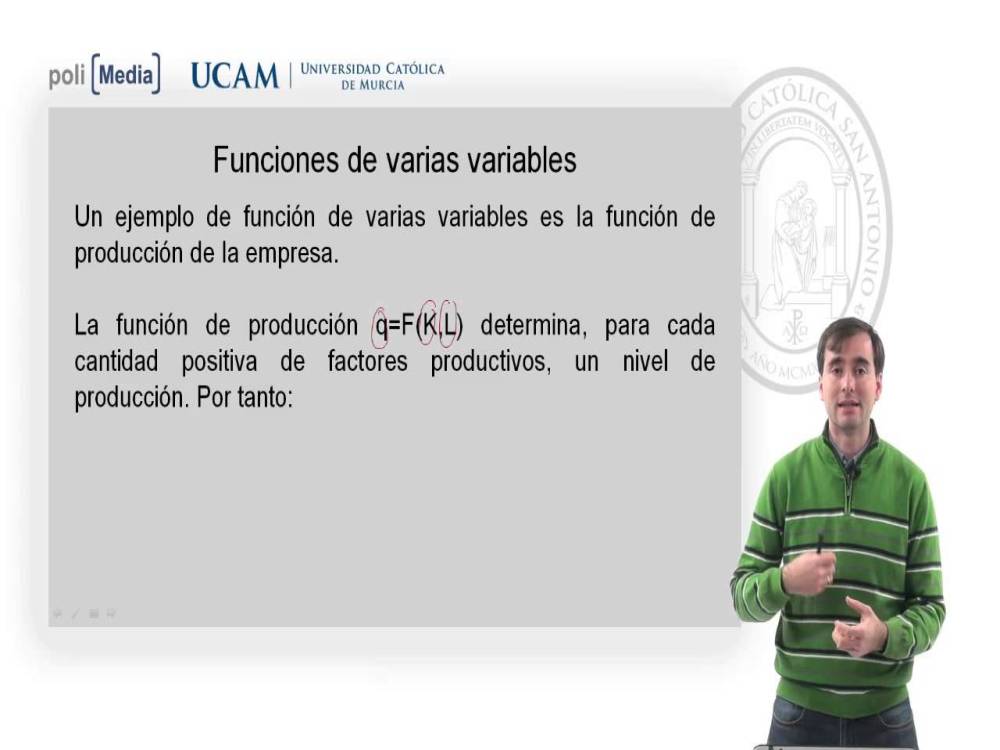 poli [Media]
UCAM | UNIVERSIDAD CATÓLICA
DE MURCIA
CATÓLICA SAN ANTONIO
LIBERTATEM VOCATI
AÑO MCM
Funciones de varias variables
Un ejemplo de función de varias variables es la función de
producción de la empresa.
La función de producción q=F(K,L) determina, para cada
cantidad positiva de factores productivos, un nivel de
producción. Por tanto: